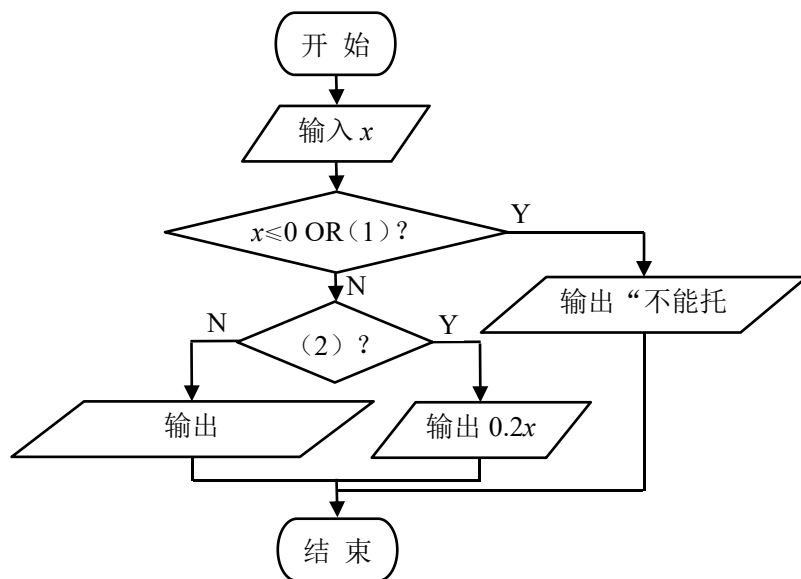 开 始
输入 x
x≤0 OR（1）？
Y
N
输出“不能托
N
（2）？
Y
输出
输出 0.2x
结 束